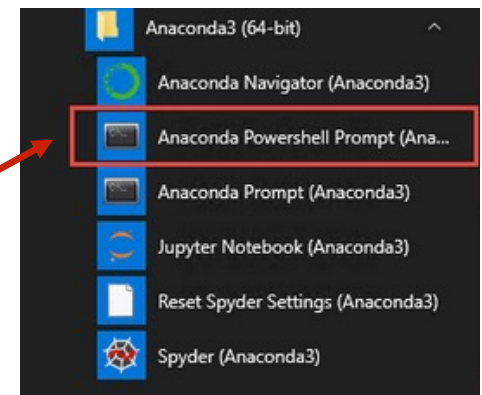 Anaconda3 (64-bit)
Anaconda Navigator (Anaconda3)
Anaconda Powershell Prompt (Ana...
Anaconda Prompt (Anaconda3)
Jupyter Notebook (Anaconda3)
Reset Spyder Settings (Anaconda3)
Spyder (Anaconda3)